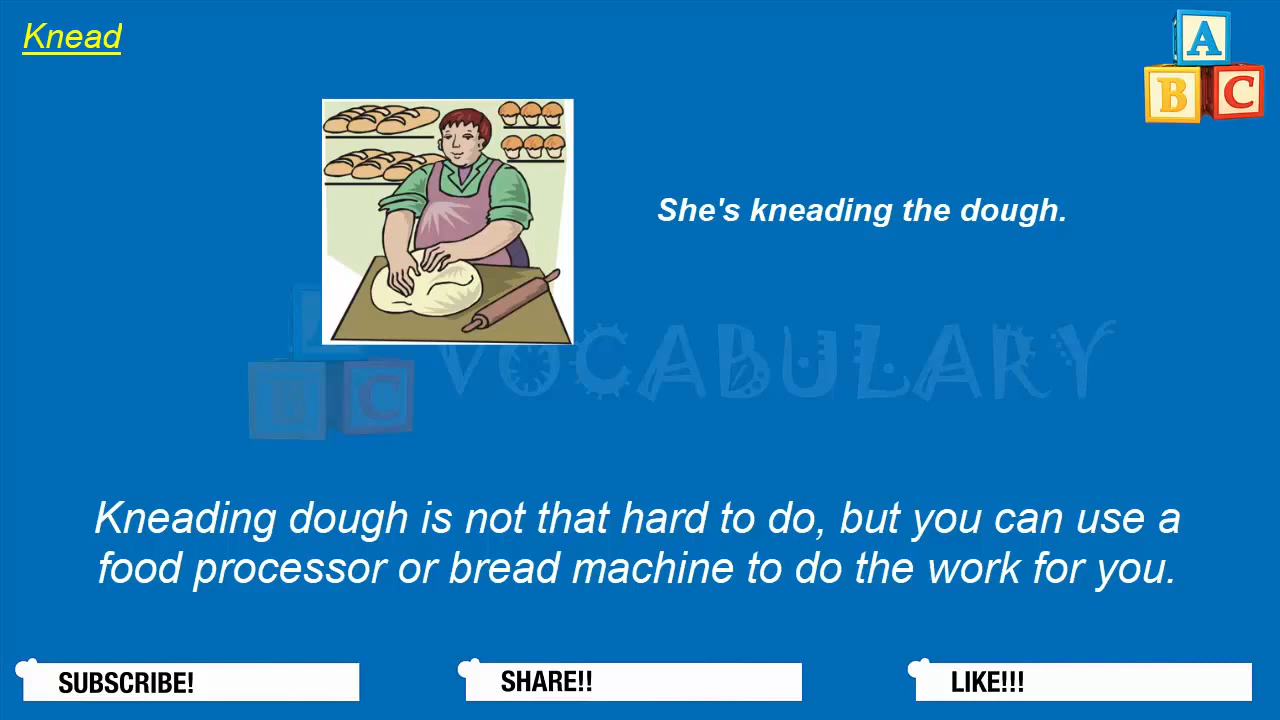 Knead
A
B C
She's kneading the dough.
B C
VOCABULARY
Kneading dough is not that hard to do, but you can use a
food processor or bread machine to do the work for you.
SUBSCRIBE!
SHARE!!
LIKE!!!